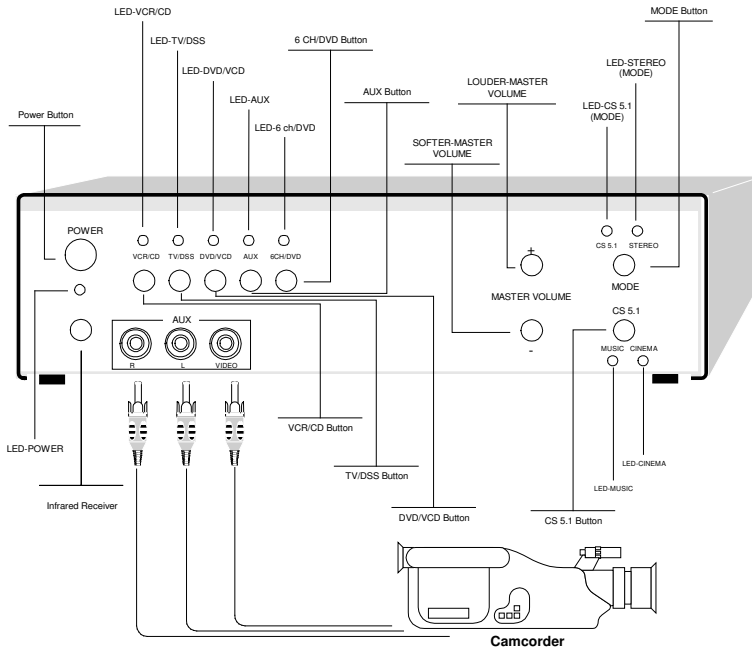 LED-VCR/CD
MODE Button
LED-TV/DSS
6 CH/DVD Button
LED-DVD/VCD
LOUDER-MASTER
VOLUME
LED-STEREO
(MODE)
AUX Button
LED-AUX
LED-CS 5.1
(MODE)
Power Button
LED-6 ch/DVD
SOFTER-MASTER
VOLUME
POWER
VCR/CD
TV/DSS
DVD/VCD
AUX
6CH/DVD
+
CS 5.1
STEREO
MASTER VOLUME
MODE
CS 5.1
AUX
-
MUSIC
CINEMA
R
L
VIDEO
VCR/CD Button
LED-POWER
LED-CINEMA
TV/DSS Button
LED-MUSIC
Infrared Receiver
DVD/VCD Button
CS 5.1 Button
Camcorder